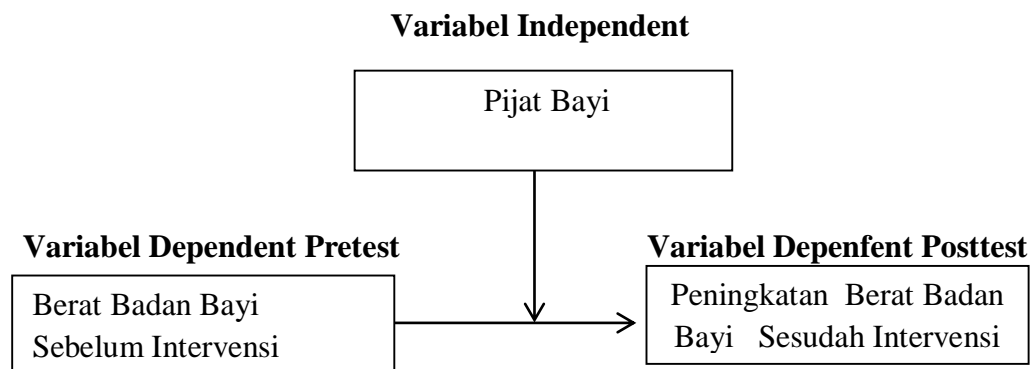 Variabel Independent
Pijat Bayi
Variabel Dependent Pretest
Berat Badan Bayi
Sebelum Intervensi
Variabel Depenfent Posttest
Peningkatan Berat Badan
Bayi Sesudah Intervensi